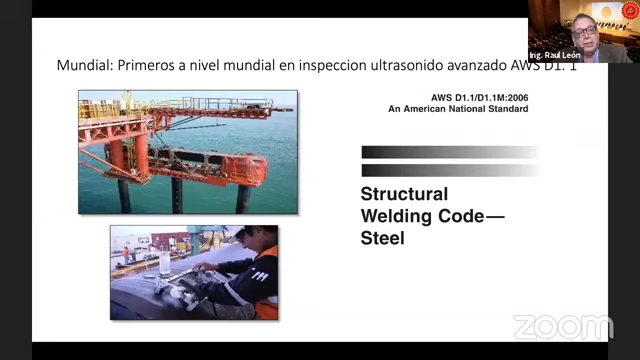 Ing. Raul León
Mundial: Primeros a nivel mundial en inspeccion ultrasonido avanzado AWS D1. 1
AWS D1.1/D1.1M:2006
An American National Standard
Structural
Welding Code—
Steel
zoom